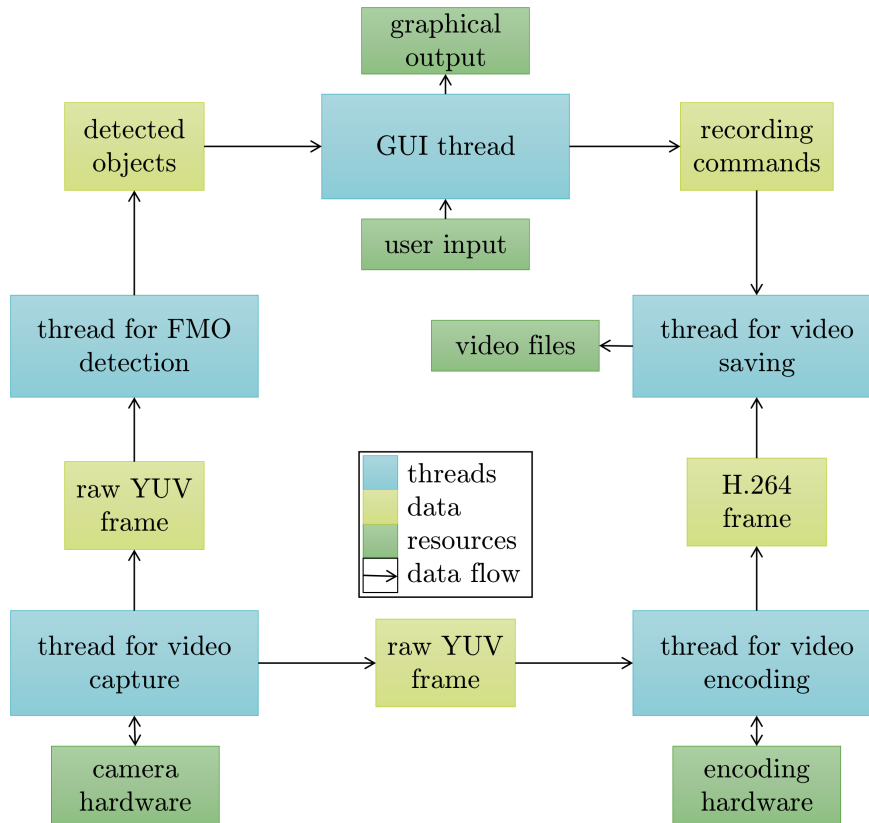 graphical
output
detected
objects
GUI thread
recording
commands
user input
thread for FMO
detection
video files
thread for video
saving
raw YUV
frame
threads
data
resources
data flow
H.264
frame
thread for video
capture
raw YUV
frame
thread for video
encoding
camera
hardware
encoding
hardware